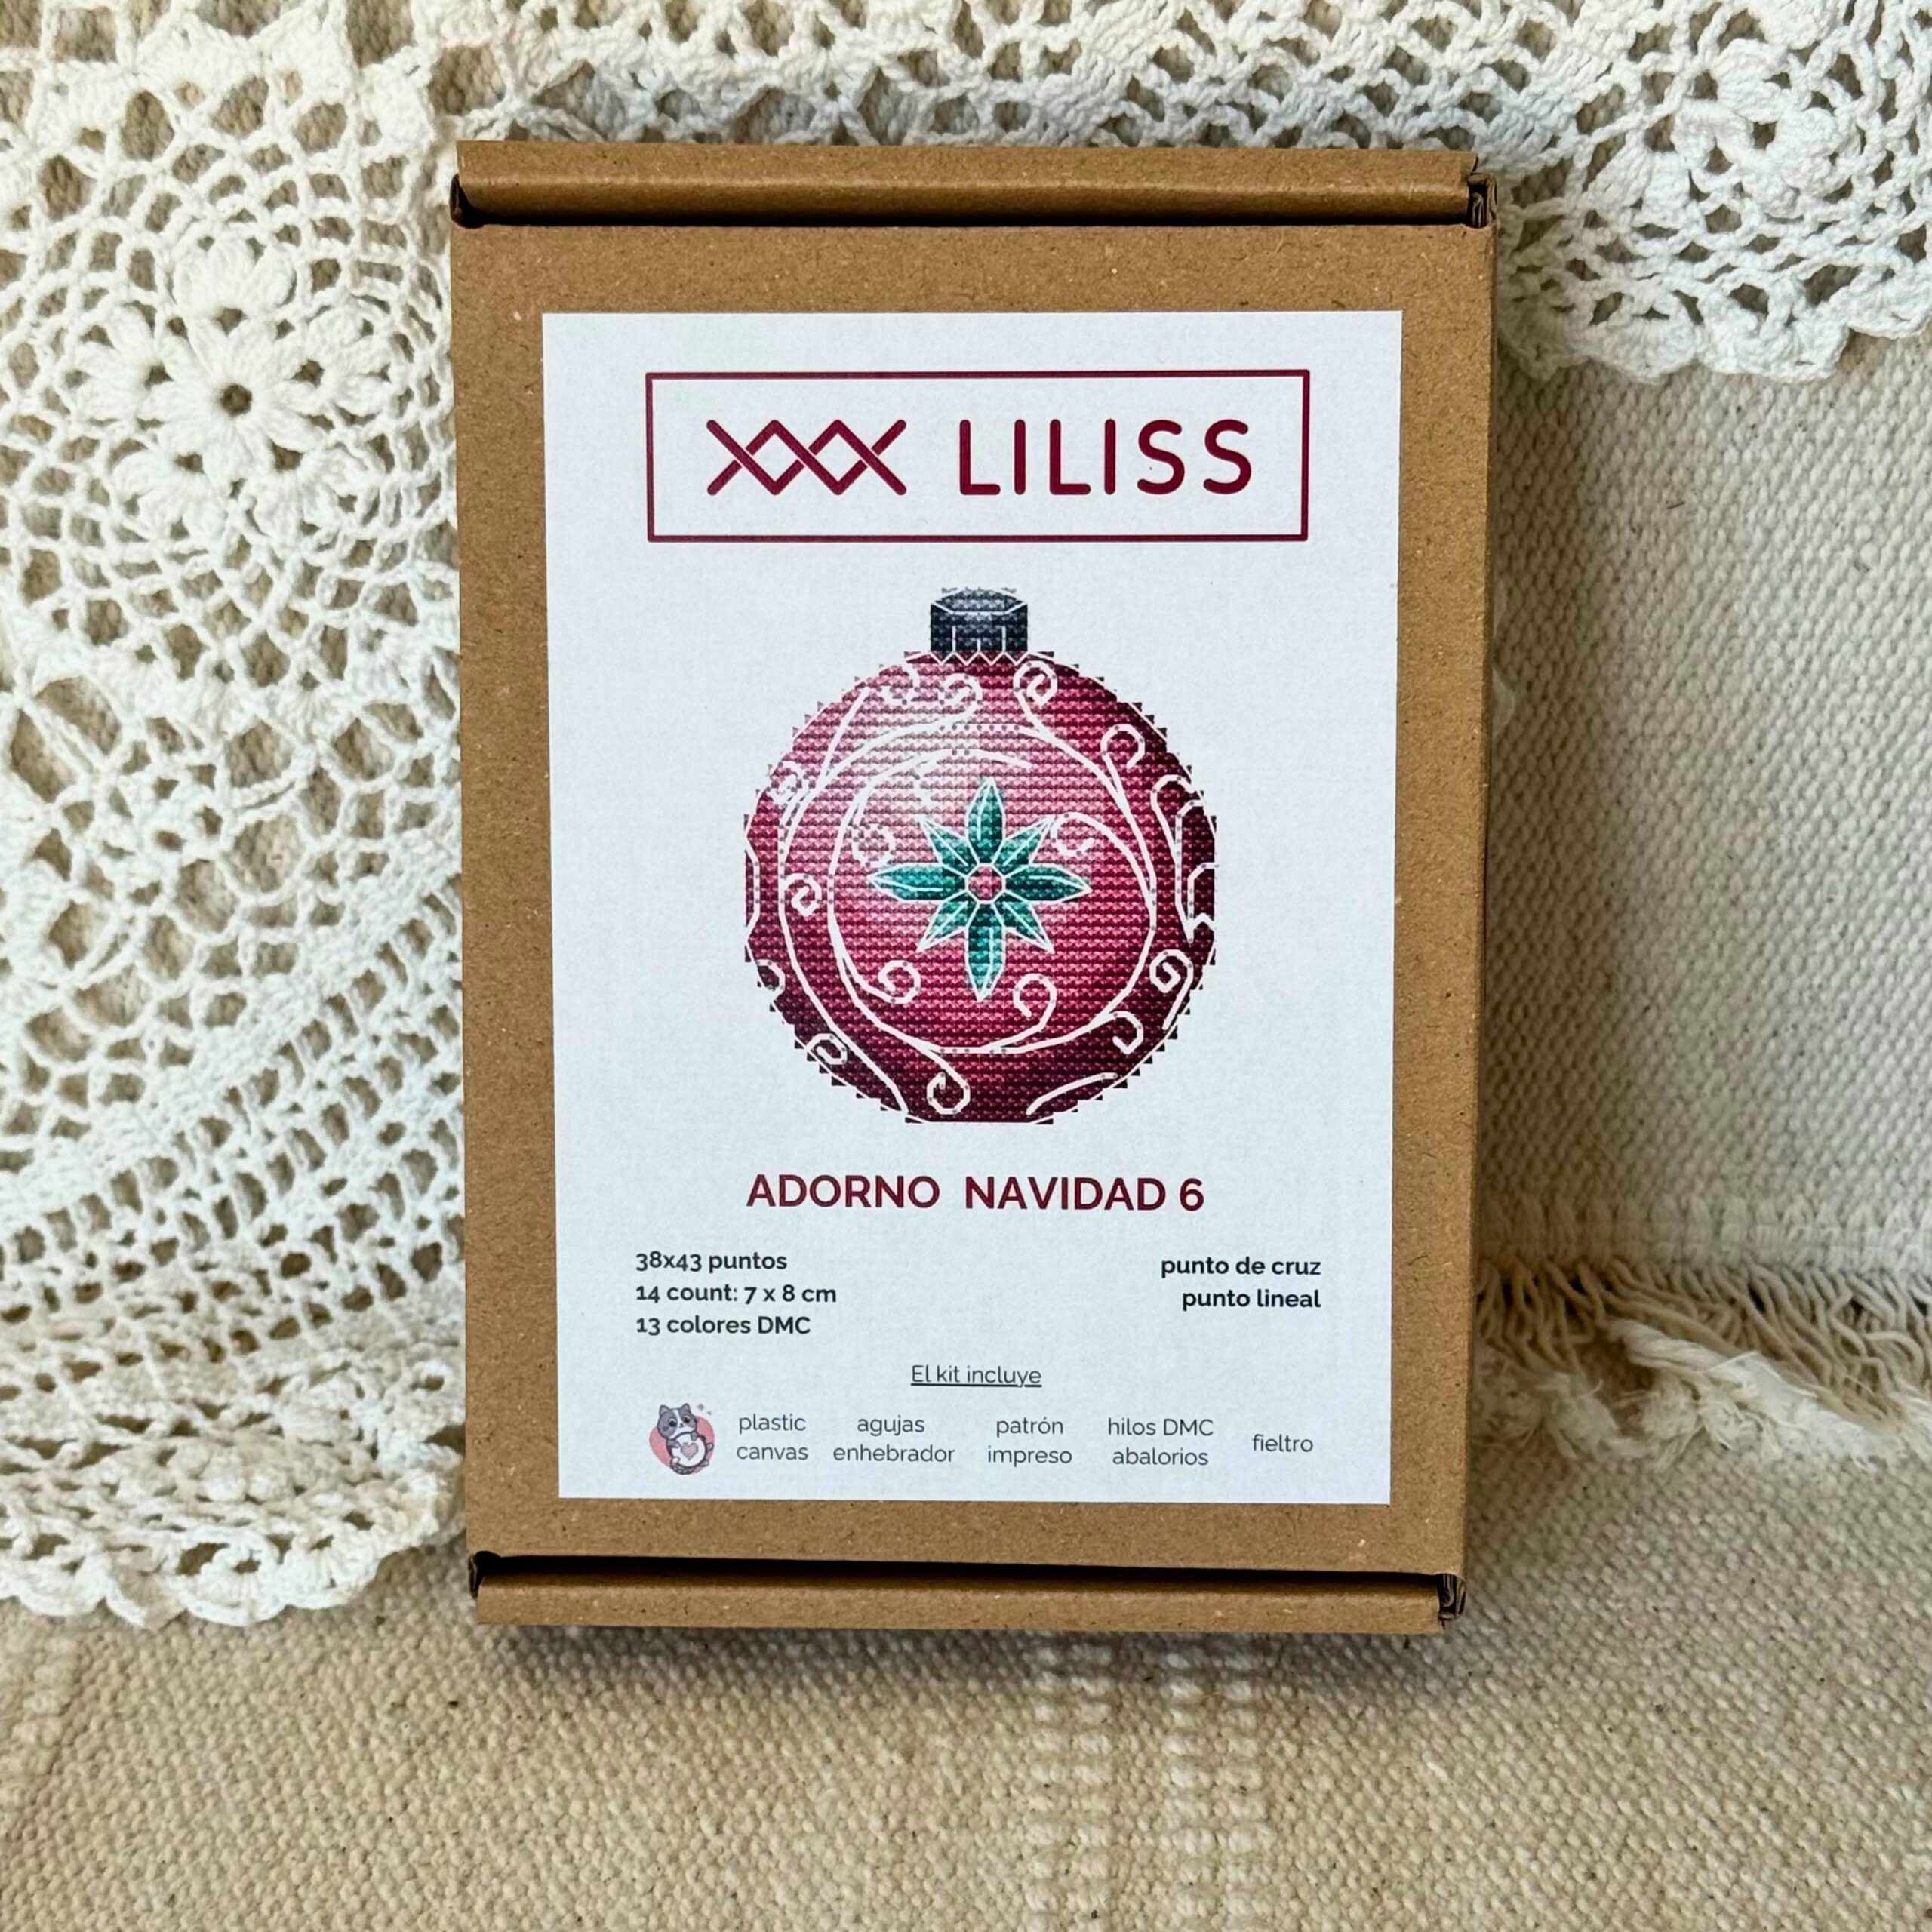 XXX LILISS
ADORNO NAVIDAD 6
38x43 puntos
14 count: 7 x 8 cm
13 colores DMC
punto de cruz
punto lineal
El kit incluye
plastic
canvas
agujas
enhebrador
patrón
impreso
hilos DMC
abalorios
fieltro